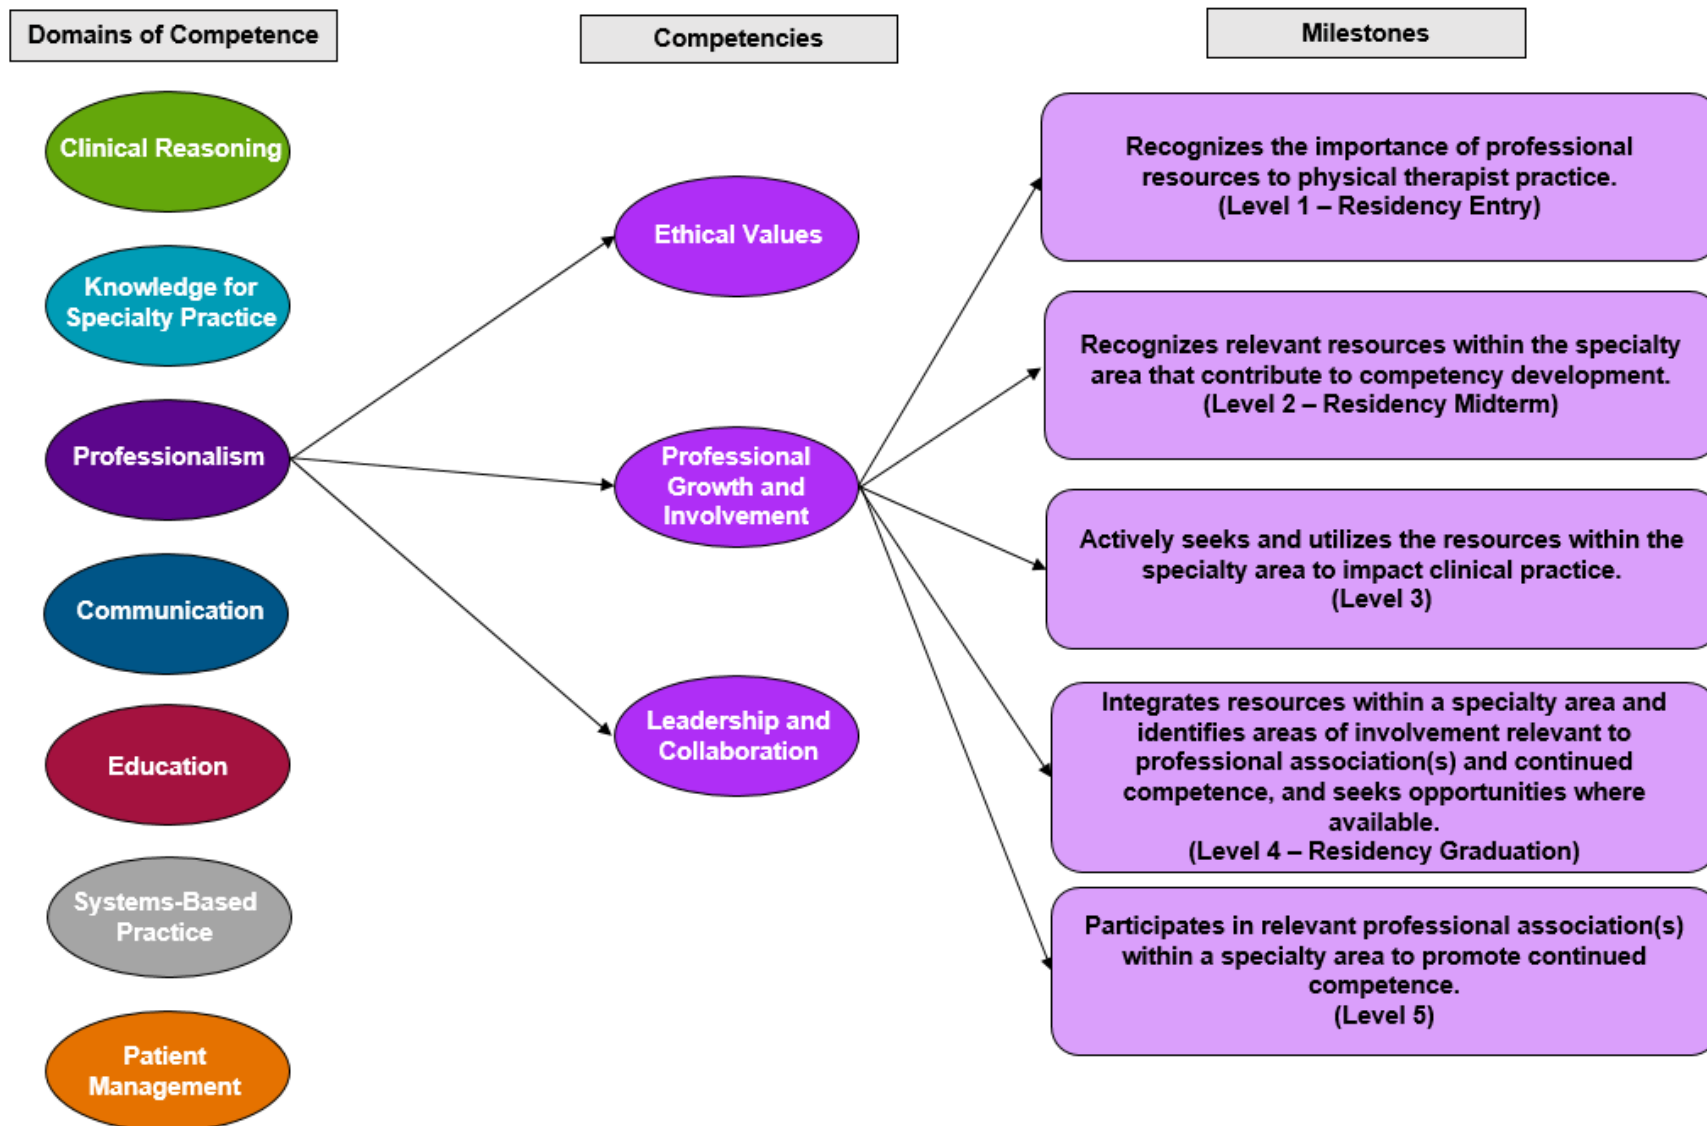 Domains of Competence
Competencies
Milestones
Clinical Reasoning
Knowledge for
Specialty Practice
Professionalism
Communication
Education
Systems-Based
Practice
Patient
Management
Ethical Values
Professional
Growth and
Involvement
Leadership and
Collaboration
Recognizes the importance of professional
resources to physical therapist practice.
(Level 1 – Residency Entry)
Recognizes relevant resources within the specialty
area that contribute to competency development.
(Level 2 – Residency Midterm)
Actively seeks and utilizes the resources within the
specialty area to impact clinical practice.
(Level 3)
Integrates resources within a specialty area and
identifies areas of involvement relevant to
professional association(s) and continued
competence, and seeks opportunities where
available.
(Level 4 – Residency Graduation)
Participates in relevant professional association(s)
within a specialty area to promote continued
competence.
(Level 5)